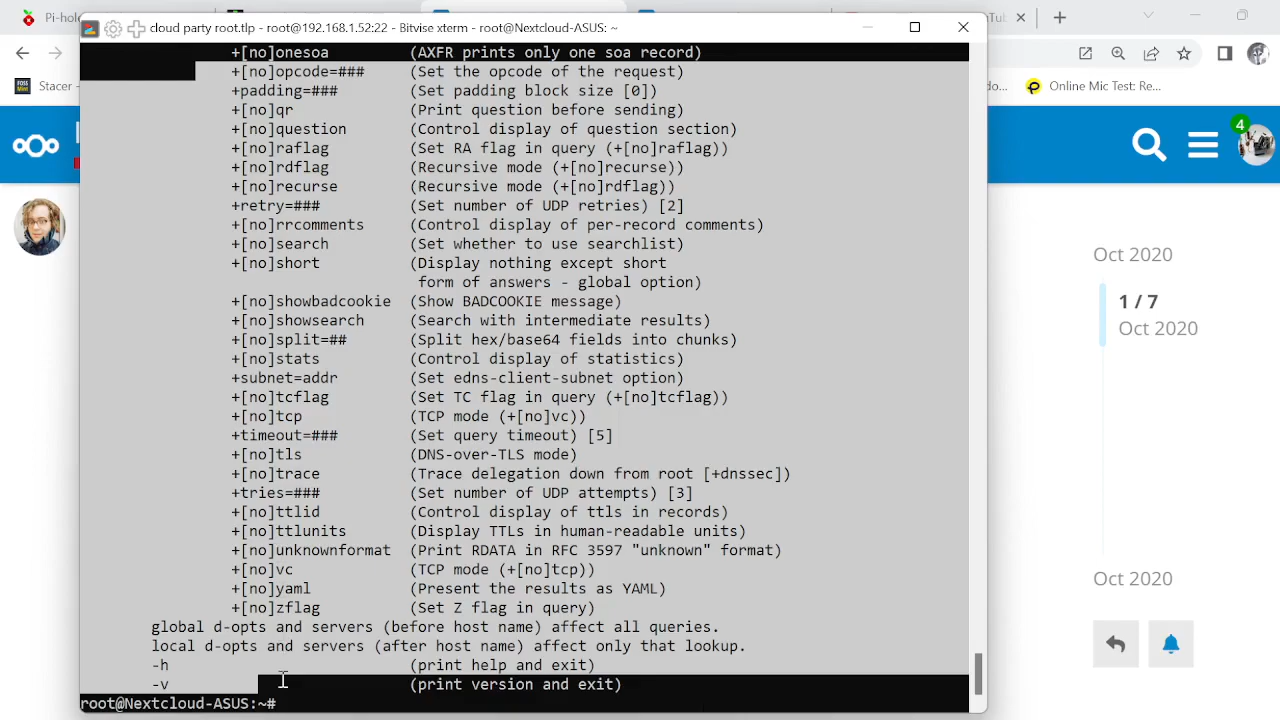 Pi-hole
cloud party root.tlp - root@192.168.1.52:22 - Bitvise xterm - root@Nextcloud-ASUS: ~
Stacer -
do...
Online Mic Test: Re...
4
+[no]onesoa (AXFR prints only one soa record)
+[no]opcode=### (Set the opcode of the request)
+padding=### (Set padding block size [0])
+[no]qr (Print question before sending)
+[no]question (Control display of question section)
+[no]raflag (Set RA flag in query (+[no]raflag))
+[no]rdflag (Recursive mode (+[no]recurse))
+[no]recurse (Recursive mode (+[no]rdflag))
+retry=### (Set number of UDP retries) [2]
+[no]rrcomments (Control display of per-record comments)
+[no]search (Set whether to use searchlist)
+[no]short (Display nothing except short
form of answers - global option)
+[no]showbadcookie (Show BADCOOKIE message)
+[no]showsearch (Search with intermediate results)
+[no]split=## (Split hex/base64 fields into chunks)
+[no]stats (Control display of statistics)
+subnet=addr (Set edns-client-subnet option)
+[no]tcflag (Set TC flag in query (+[no]tcflag))
+[no]tcp (TCP mode (+[no]vc))
+timeout=### (Set query timeout) [5]
+[no]tls (DNS-over-TLS mode)
+[no]trace (Trace delegation down from root [+dnssec])
+tries=### (Set number of UDP attempts) [3]
+[no]ttlid (Control display of ttls in records)
+[no]ttlunits (Display TTLs in human-readable units)
+[no]unknownformat (Print RDATA in RFC 3597 "unknown" format)
+[no]vc (TCP mode (+[no]tcp))
+[no]yaml (Present the results as YAML)
+[no]zflag (Set Z flag in query)
global d-opts and servers (before host name) affect all queries.
local d-opts and servers (after host name) affect only that lookup.
-h (print help and exit)
-v (print version and exit)
root@Nextcloud-ASUS:~#
Oct 2020
1 / 7
Oct 2020
Oct 2020